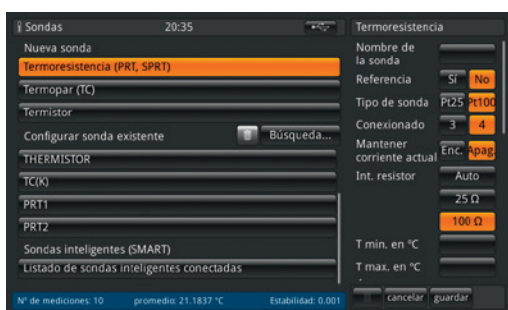 Sondas 20:35
Nueva sonda
Termoresistencia (PRT, SPRT)
Termopar (TC)
Termistor
Configurar sonda existente Búsqueda...
THERMISTOR
TC(K)
PRT1
PRT2
Sondas inteligentes (SMART)
Listado de sondas inteligentes conectadas
Nº de mediciones: 10 promedio: 21.1837 °C Estabilidad: 0.001
Termoresistencia
Nombre de
la sonda
Referencia Sí No
Tipo de sonda Pt25 Pt100
Conexionado 3 4
Mantener
corriente actual Enc. Apag.
Int. resistor Auto
25 Ω
100 Ω
T min. en °C
T max. en °C
cancelar guardar